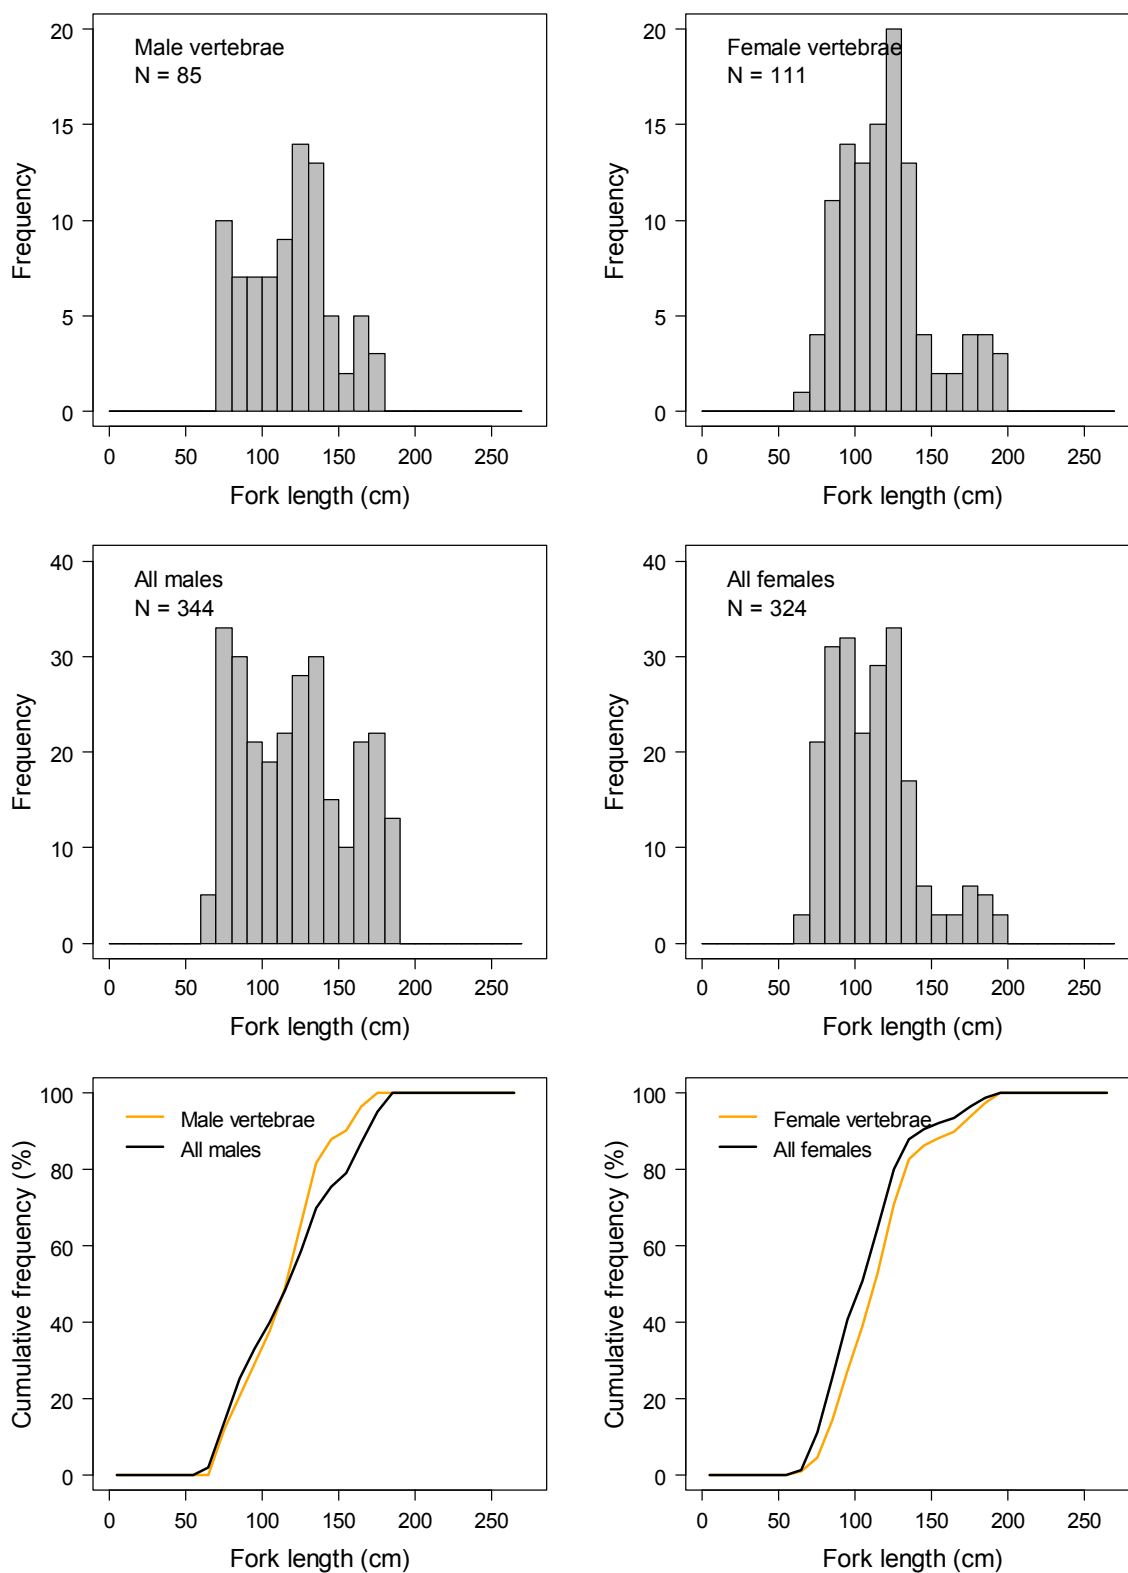 Male vertebrae
N = 85
Frequency
20
15
10
5
0
0 50 100 150 200 250
Fork length (cm)
Female vertebrae
N = 111
Frequency
20
15
10
5
0
0 50 100 150 200 250
Fork length (cm)
All males
N = 344
Frequency
40
30
20
10
0
0 50 100 150 200 250
Fork length (cm)
All females
N = 324
Frequency
40
30
20
10
0
0 50 100 150 200 250
Fork length (cm)
Male vertebrae
All males
Cumulative frequency (%)
100
80
60
40
20
0
0 50 100 150 200 250
Fork length (cm)
Female vertebrae
All females
Cumulative frequency (%)
100
80
60
40
20
0
0 50 100 150 200 250
Fork length (cm)